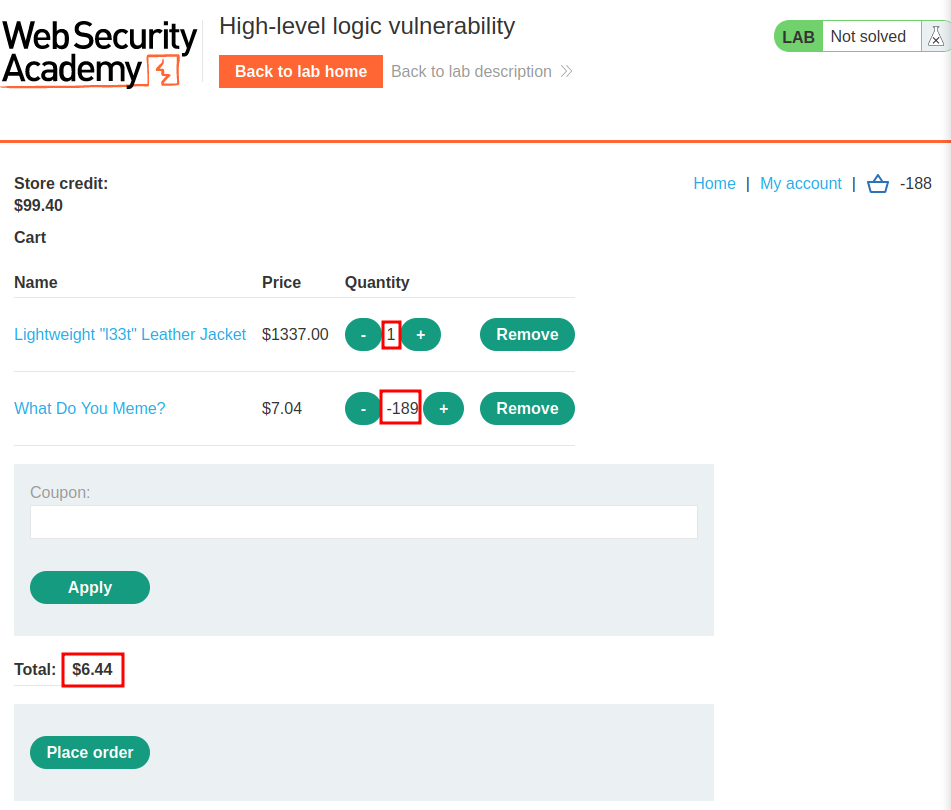 Web Security Academy
High-level logic vulnerability
LAB Not solved
Back to lab home Back to lab description
Store credit:
$99.40
Home | My account | -188
Cart
Name Price Quantity
Lightweight "l33t" Leather Jacket $1337.00 - 1 + Remove
What Do You Meme? $7.04 - -189 + Remove
Coupon:
Apply
Total: $6.44
Place order